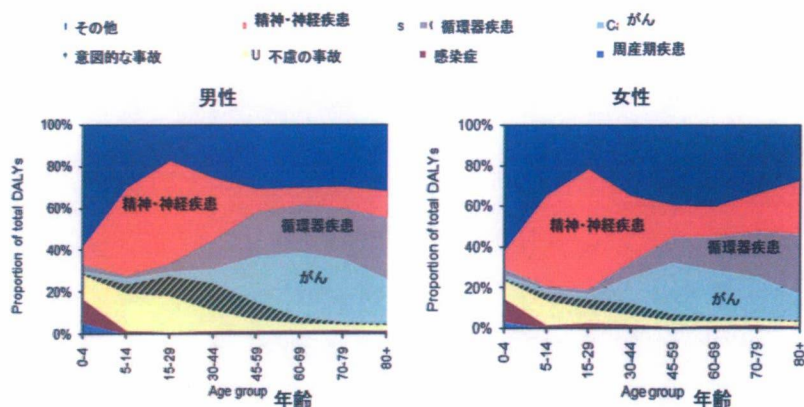 その他 精神・神経疾患 s 循環器疾患 Ca がん
意図的な事故 U 不慮の事故 感染症 周産期疾患
男性 女性
Proportion of total DALYs
100%
80%
60%
40%
20%
0%
精神・神経疾患
循環器疾患
がん
0-4 5-14 15-29 30-44 45-59 60-69 70-79 80+
Age group 年齢
Proportion of total DALYs
100%
80%
60%
40%
20%
0%
精神・神経疾患
循環器疾患
がん
0-4 5-14 15-29 30-44 45-59 60-69 70-79 80+
Age group 年齢